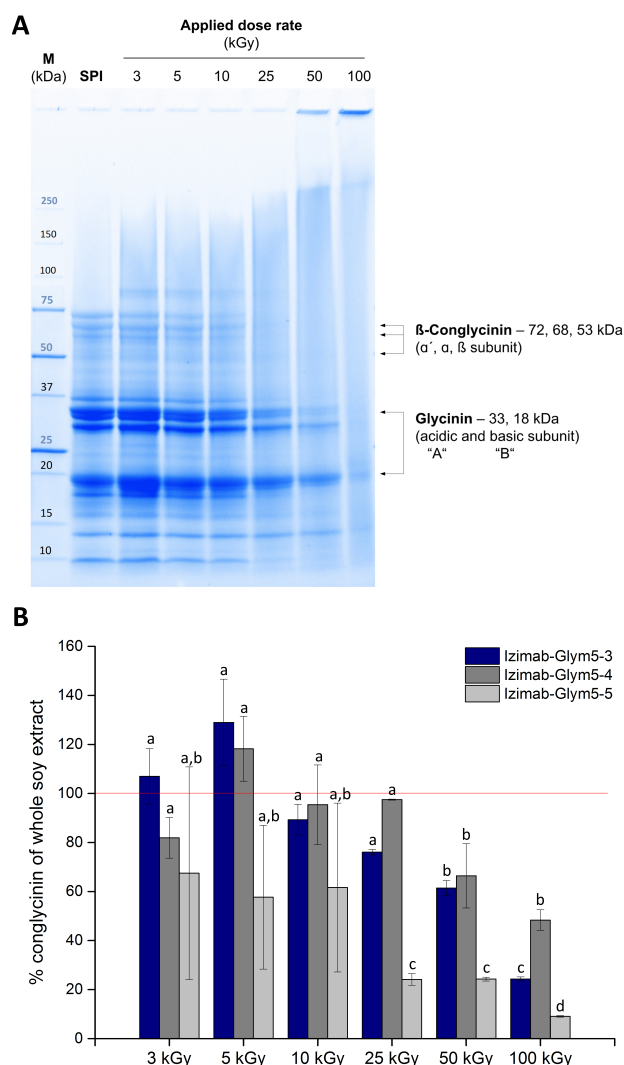 A
Applied dose rate
(kGy)
M
(kDa) SPI 3 5 10 25 50 100
250
150
100
75
50
37
25
20
15
10
ß-Conglycinin – 72, 68, 53 kDa
(α´, α, ß subunit)
Glycinin – 33, 18 kDa
(acidic and basic subunit)
"A“ "B“
B
% conglycinin of whole soy extract
160
140
120
100
80
60
40
20
0
Izimab-Glym5-3
Izimab-Glym5-4
Izimab-Glym5-5
a a a,b
a a a,b
a a a,b
a a c
b b c
c b d
3 kGy 5 kGy 10 kGy 25 kGy 50 kGy 100 kGy